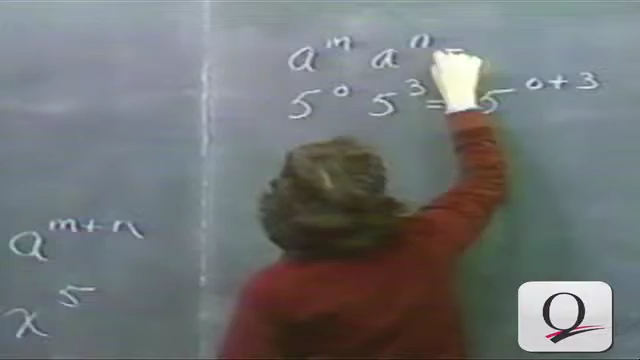 a^m a^n =
5^0 5^3 = 5^{0+3}
a^{m+n}
x^5
Q